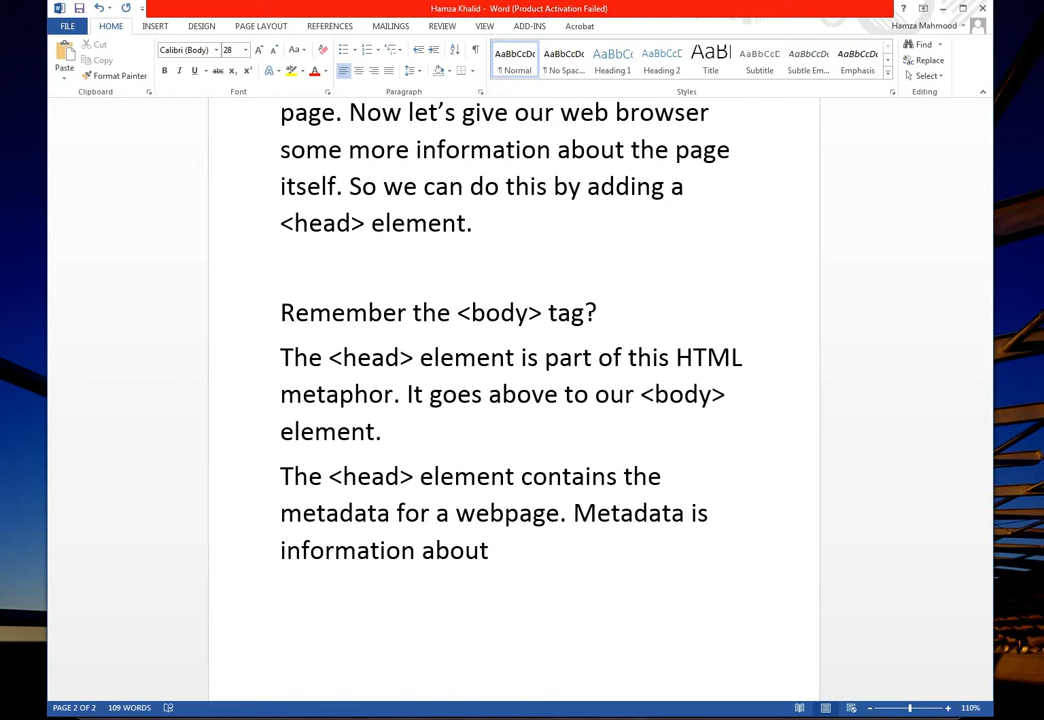 Hamza Khalid - Word (Product Activation Failed)
FILE HOME INSERT DESIGN PAGE LAYOUT REFERENCES MAILINGS REVIEW VIEW ADD-INS Acrobat Hamza Mahmood
Paste
Cut
Copy
Format Painter
Clipboard
Calibri (Body) 28
Font
Paragraph
AaBbCcDc AaBbCcDc AaBbCc AaBbCcC AaBl AaBbCcC AaBbCcDc AaBbCcDc
¶ Normal ¶ No Spac... Heading 1 Heading 2 Title Subtitle Subtle Em... Emphasis
Styles
Find
Replace
Select
Editing
page. Now let’s give our web browser
some more information about the page
itself. So we can do this by adding a
<head> element.
Remember the <body> tag?
The <head> element is part of this HTML
metaphor. It goes above to our <body>
element.
The <head> element contains the
metadata for a webpage. Metadata is
information about
PAGE 2 OF 2 109 WORDS 110%